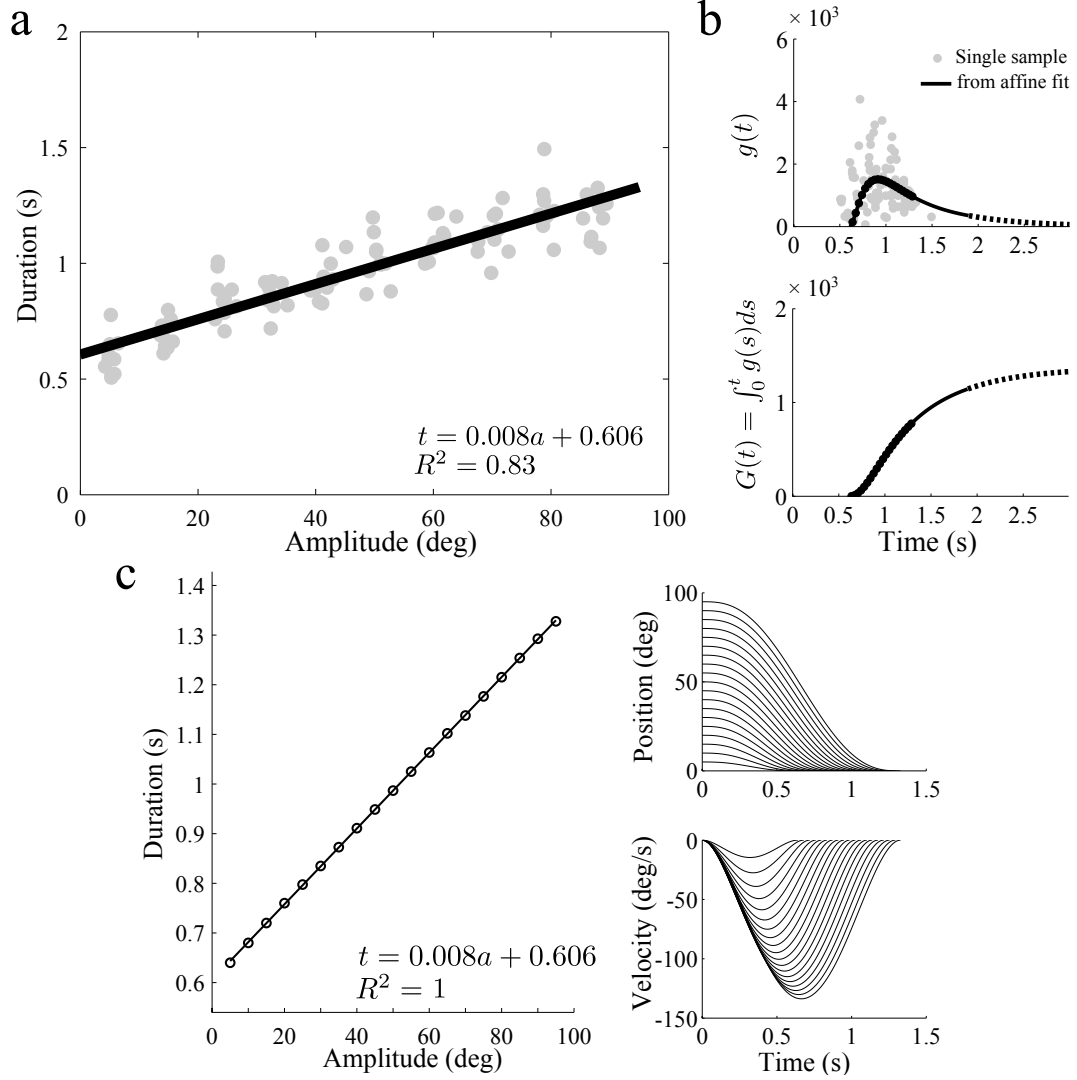 a
2
1.5
1
0.5
0
Duration (s)
t = 0.008a + 0.606
R² = 0.83
0 20 40 60 80 100
Amplitude (deg)
b
× 10³
6
4
2
0
g(t)
Single sample
from affine fit
0 0.5 1 1.5 2 2.5
× 10³
2
1
0
G(t) = ∫₀ᵗ g(s)ds
0 0.5 1 1.5 2 2.5
Time (s)
c
1.4
1.3
1.2
1.1
1
0.9
0.8
0.7
0.6
Duration (s)
t = 0.008a + 0.606
R² = 1
0 20 40 60 80 100
Amplitude (deg)
100
50
0
Position (deg)
0 0.5 1 1.5
0
-50
-100
-150
Velocity (deg/s)
0 0.5 1 1.5
Time (s)